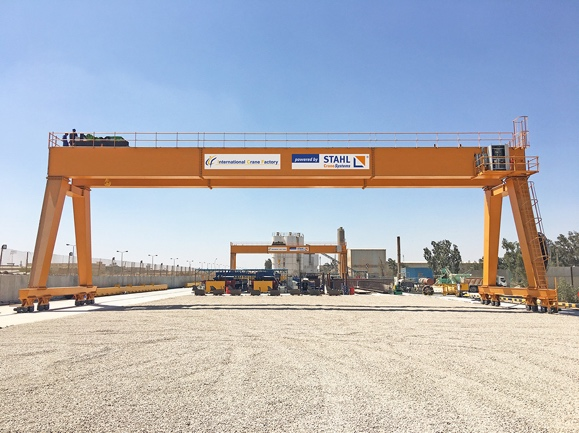 International Crane Factory
powered by
STAHL
CraneSystems